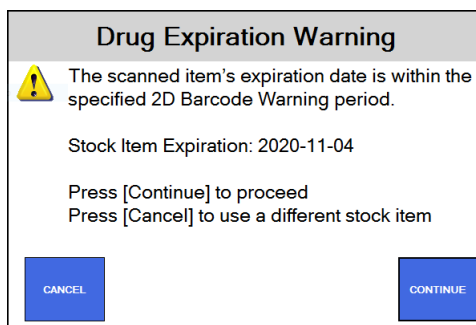 Drug Expiration Warning
The scanned item's expiration date is within the
specified 2D Barcode Warning period.
Stock Item Expiration: 2020-11-04
Press [Continue] to proceed
Press [Cancel] to use a different stock item
CANCEL
CONTINUE